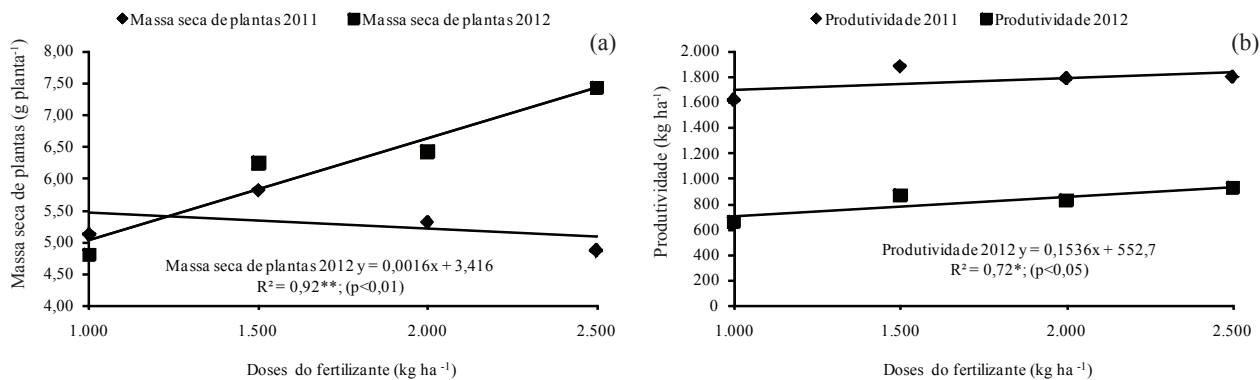 Massa seca de plantas 2011 Massa seca de plantas 2012
(a)
Massa seca de plantas (g planta⁻¹)
8,00
7,50
7,00
6,50
6,00
5,50
5,00
4,50
4,00
Massa seca de plantas 2012 y = 0,0016x + 3,416
R² = 0,92**; (p<0,01)
1.000 1.500 2.000 2.500
Doses do fertilizante (kg ha ⁻¹)
Produtividade 2011 Produtividade 2012
(b)
Produtividade (kg ha⁻¹)
2.000
1.800
1.600
1.400
1.200
1.000
800
600
400
200
0
Produtividade 2012 y = 0,1536x + 552,7
R² = 0,72*; (p<0,05)
1.000 1.500 2.000 2.500
Doses do fertilizante (kg ha ⁻¹)